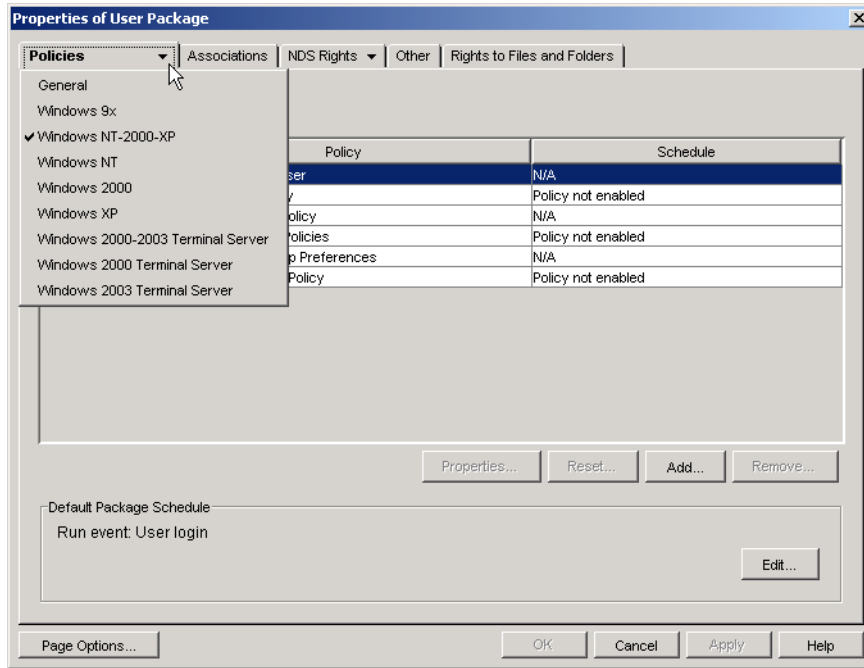 Properties of User Package
Policies Associations NDS Rights Other Rights to Files and Folders
General
Windows 9x
Windows NT-2000-XP
Windows NT
Windows 2000
Windows XP
Windows 2000-2003 Terminal Server
Windows 2000 Terminal Server
Windows 2003 Terminal Server
Policy Schedule
ser N/A
Policy not enabled
olicy N/A
olicies Policy not enabled
p Preferences N/A
Policy Policy not enabled
Properties... Reset... Add... Remove...
Default Package Schedule
Run event: User login
Edit...
Page Options... OK Cancel Apply Help